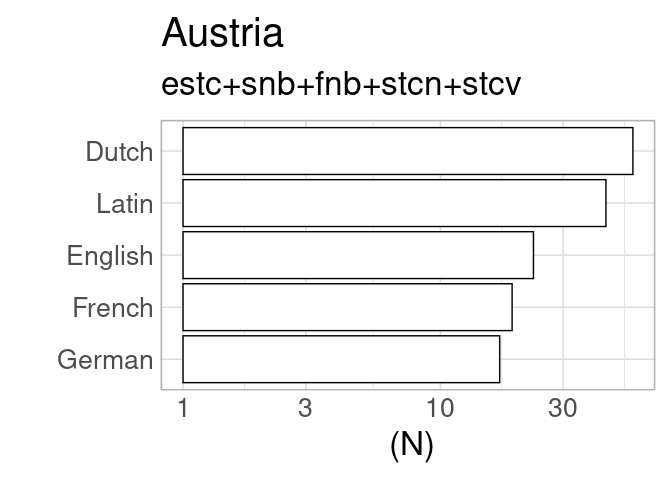 Austria
estc+snb+fnb+stcn+stcv
Dutch
Latin
English
French
German
1 3 10 30
(N)